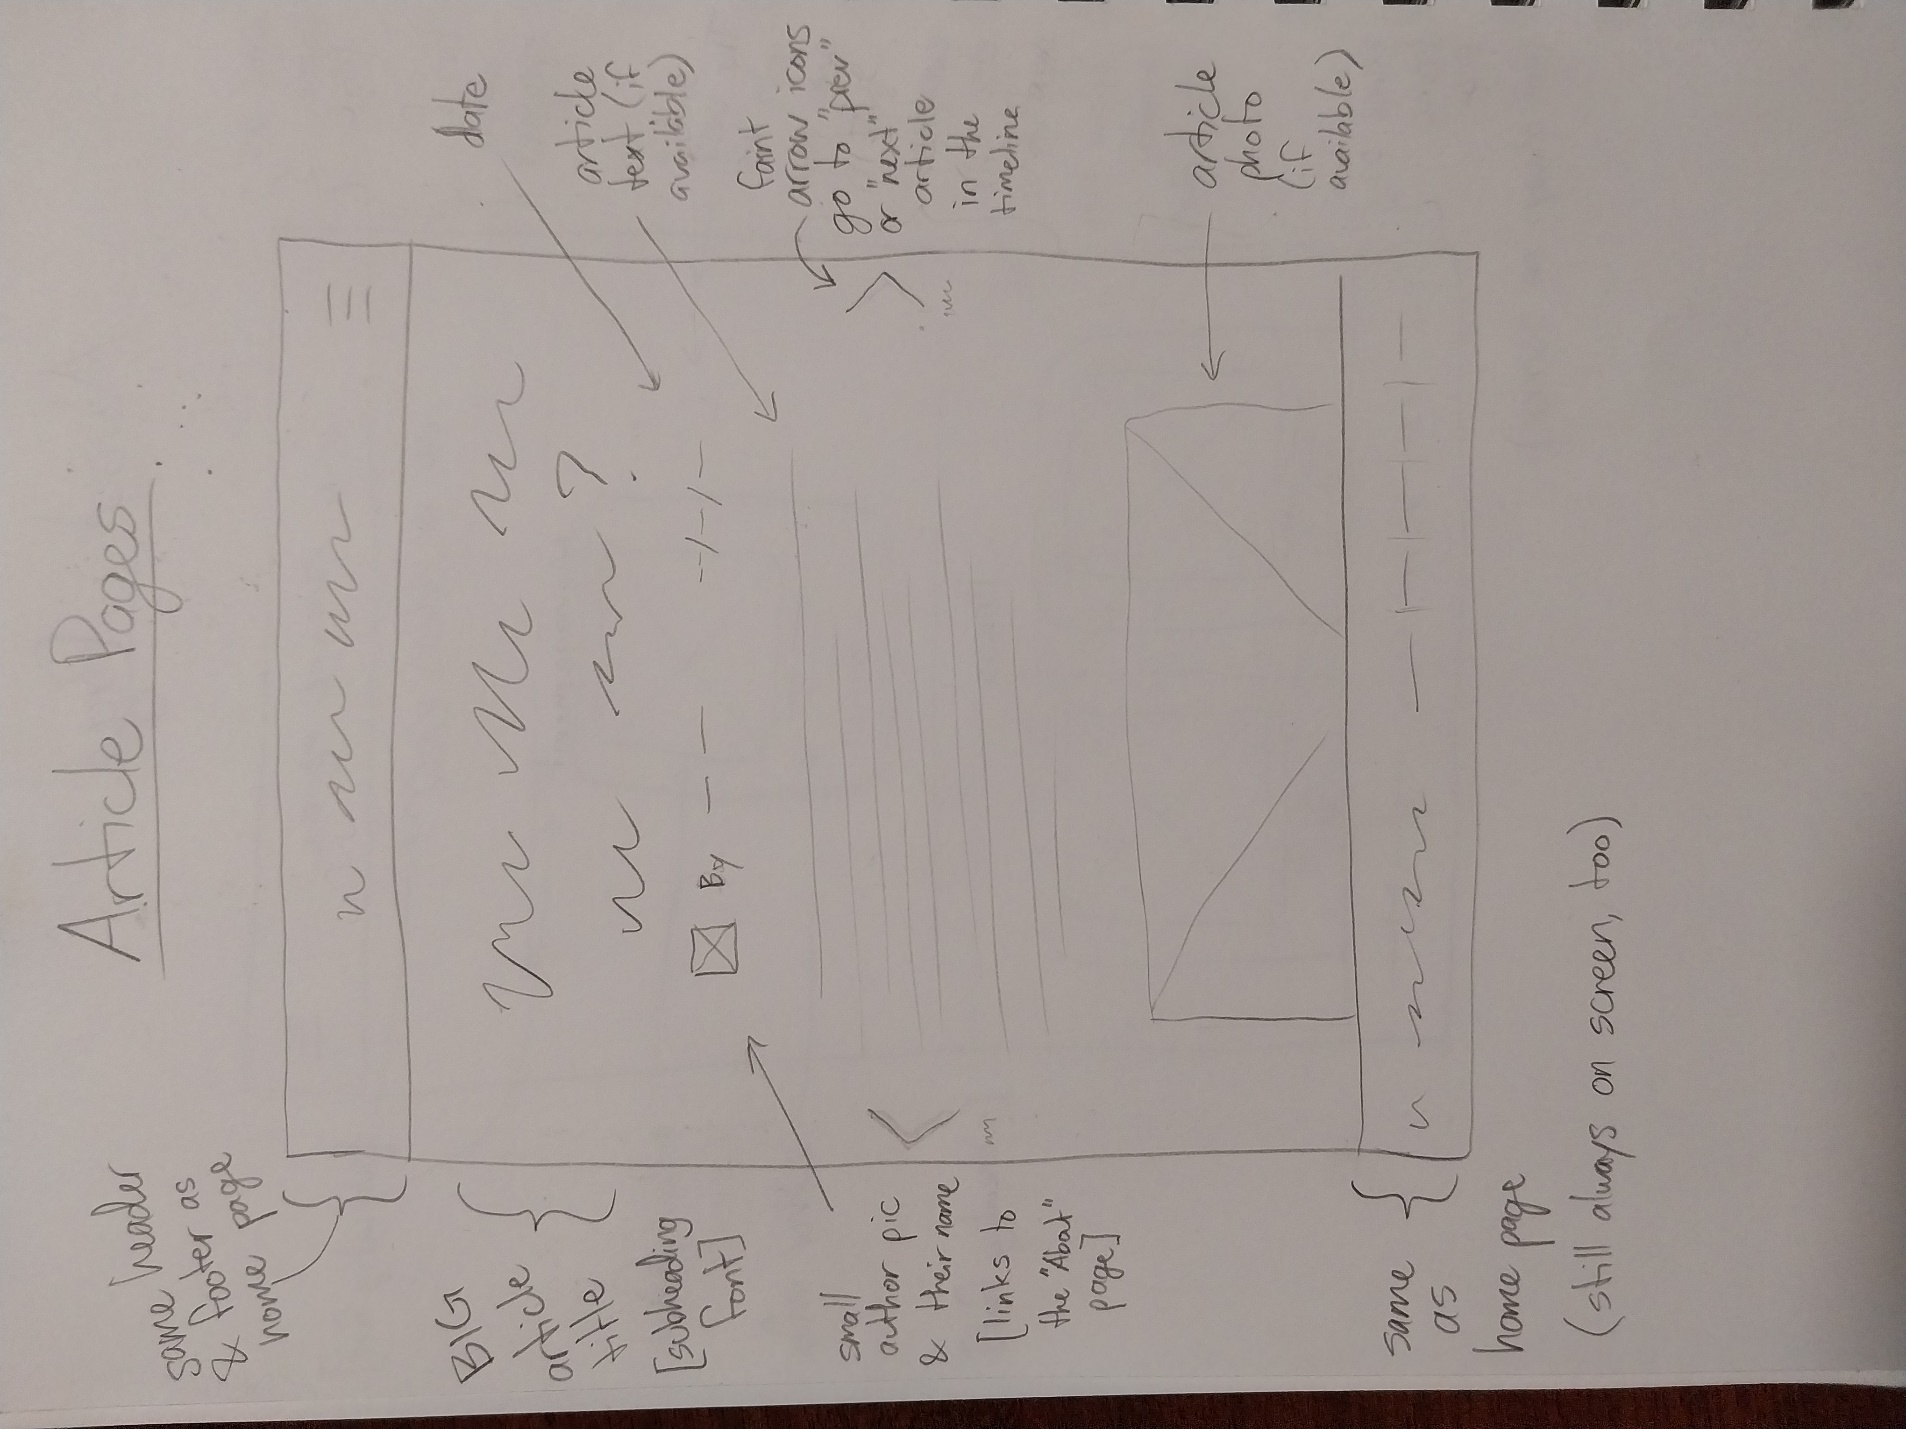 Article Pages
same header
& footer as
home page
BIG
article
title
[subheading
font]
small
author pic
& their name
[links to
the "About"
page]
same
as
home page
(still always on screen, too)
By
?
date
article
text (if
available)
faint
arrow icons
go to "prev"
or "next"
article
in the
timeline
article
photo
(if
available)